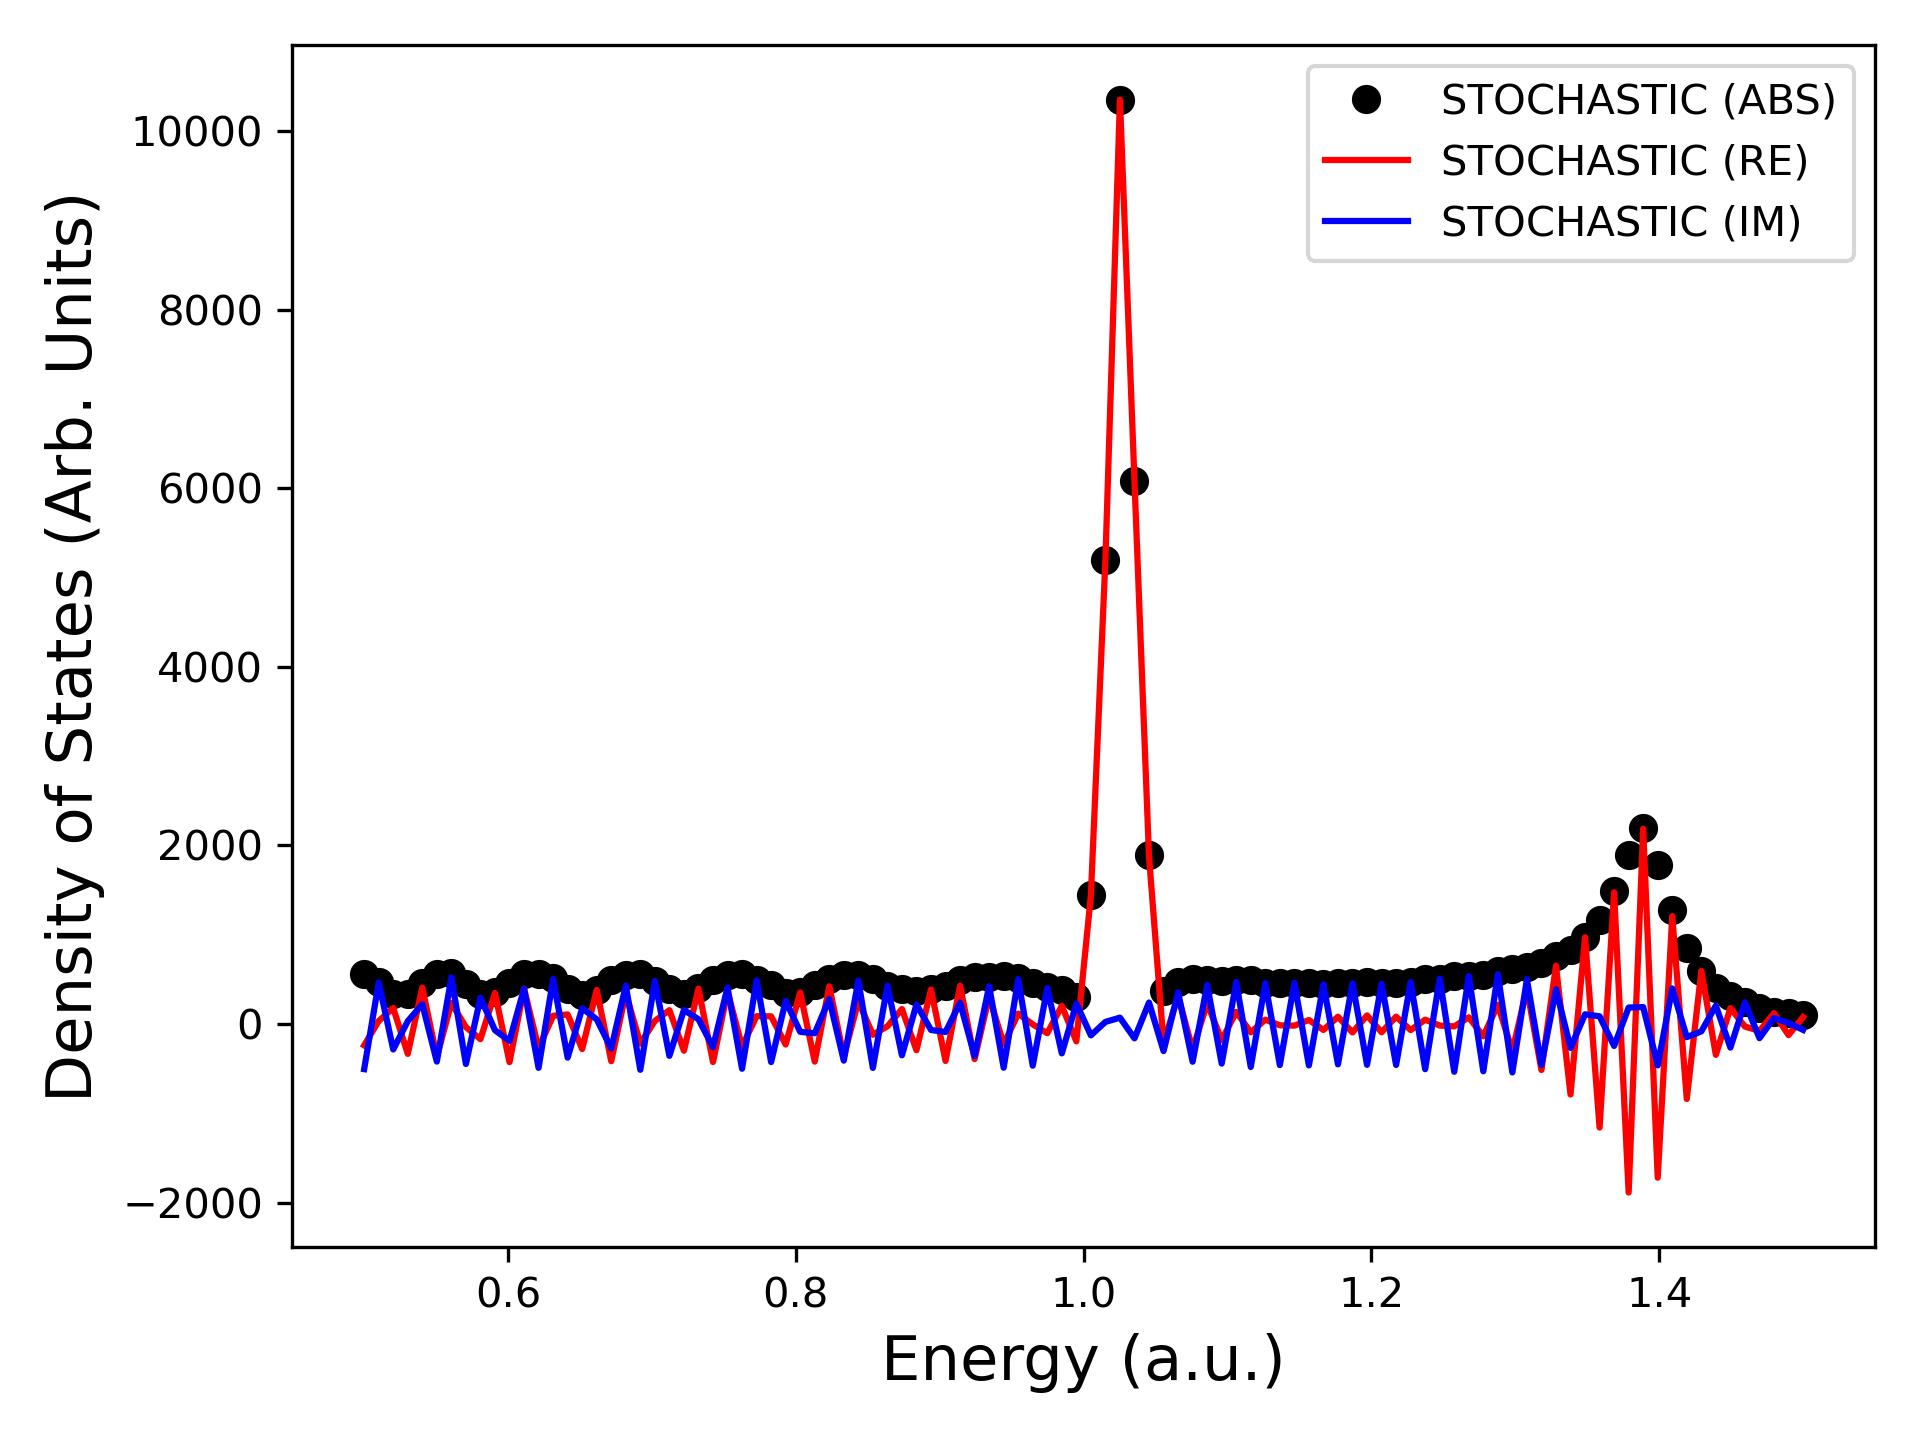 Density of States (Arb. Units)
10000
8000
6000
4000
2000
0
−2000
STOCHASTIC (ABS)
STOCHASTIC (RE)
STOCHASTIC (IM)
0.6
0.8
1.0
1.2
1.4
Energy (a.u.)